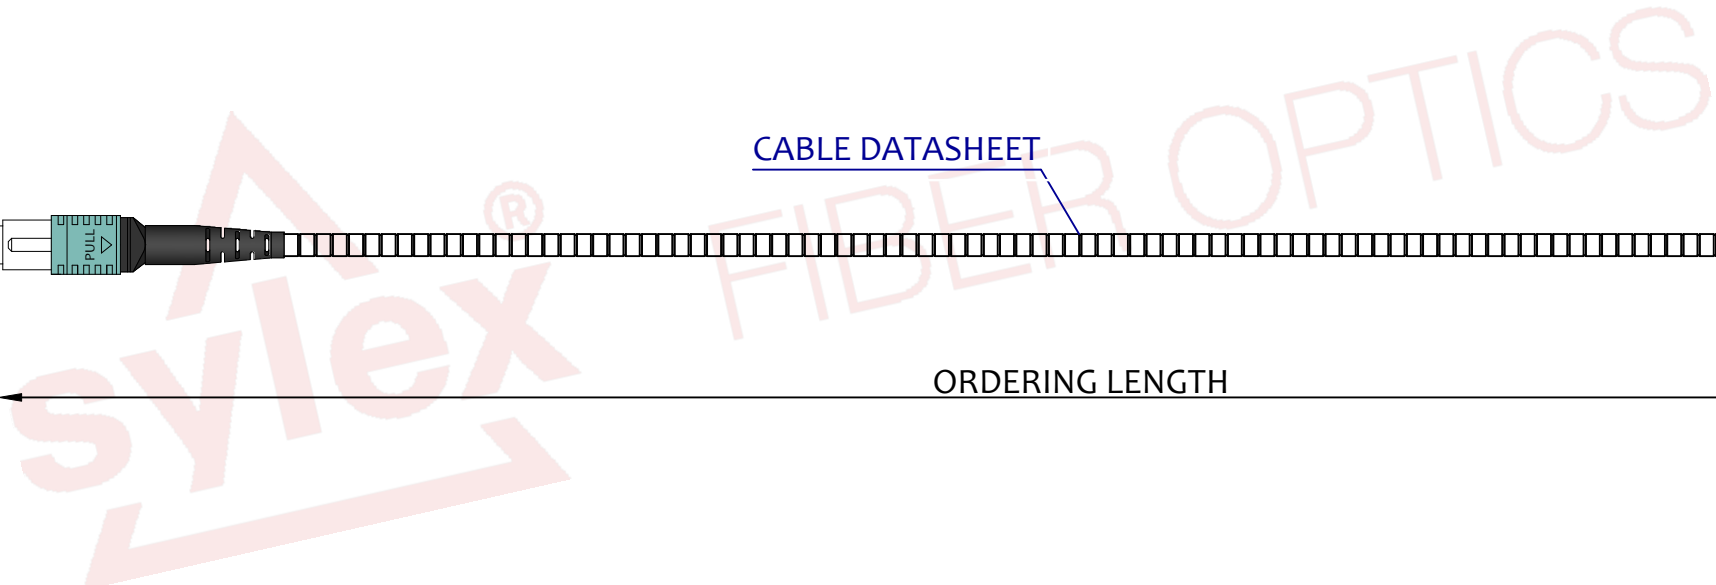 FIBER OPTICS
CABLE DATASHEET
®
PULL
sylex
ORDERING LENGTH